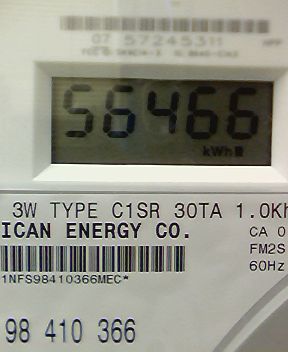 07 57245311
56466
kWh
3W TYPE C1SR 30TA 1.0Kh
ICAN ENERGY CO.
CA 0
FM2S
60Hz
1NFS98410366MEC*
98 410 366